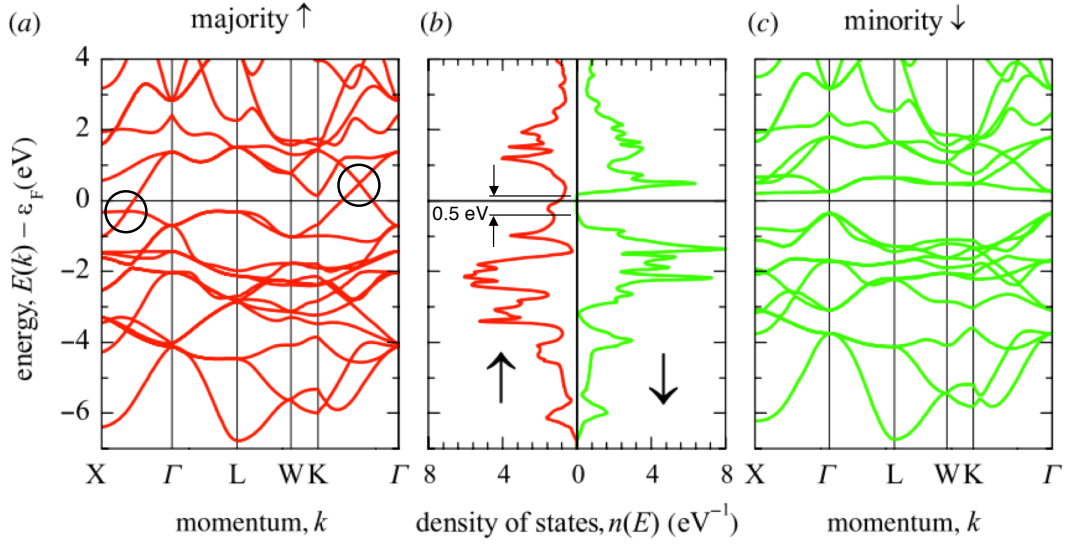 (a) majority ↑ (b) (c) minority ↓
4
2
0
−2
−4
−6
energy, E(k) − ε_F(eV)
0.5 eV
↑ ↓
X Γ L W K Γ
8 4 0 4 8
X Γ L W K Γ
momentum, k
density of states, n(E) (eV⁻¹)
momentum, k